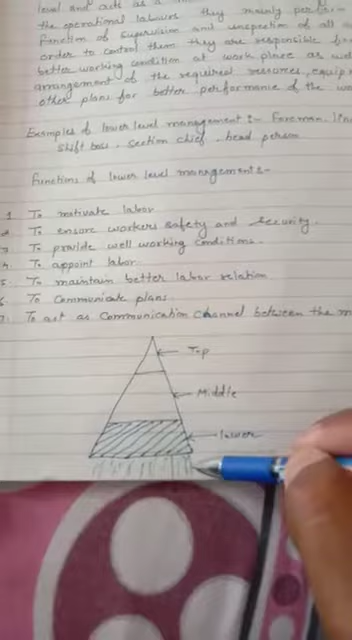 level and acts as a
the operational labours they mainly perform
function of supervision and inspection of all
order to control them they are responsible for
better working condition at work place as well
arrangement of the required resources, equip
other plans for better performance of the wo
Examples of lower level management :- Foreman, lin
shift boss, section chief, head person
Functions of lower level management :-
1. To motivate labor
2. To ensure workers safety and security.
3. To provide well working conditions.
4. To appoint labor.
5. To maintain better labor relation
6. To communicate plans.
7. To act as communication channel between the m
Top
Middle
lower